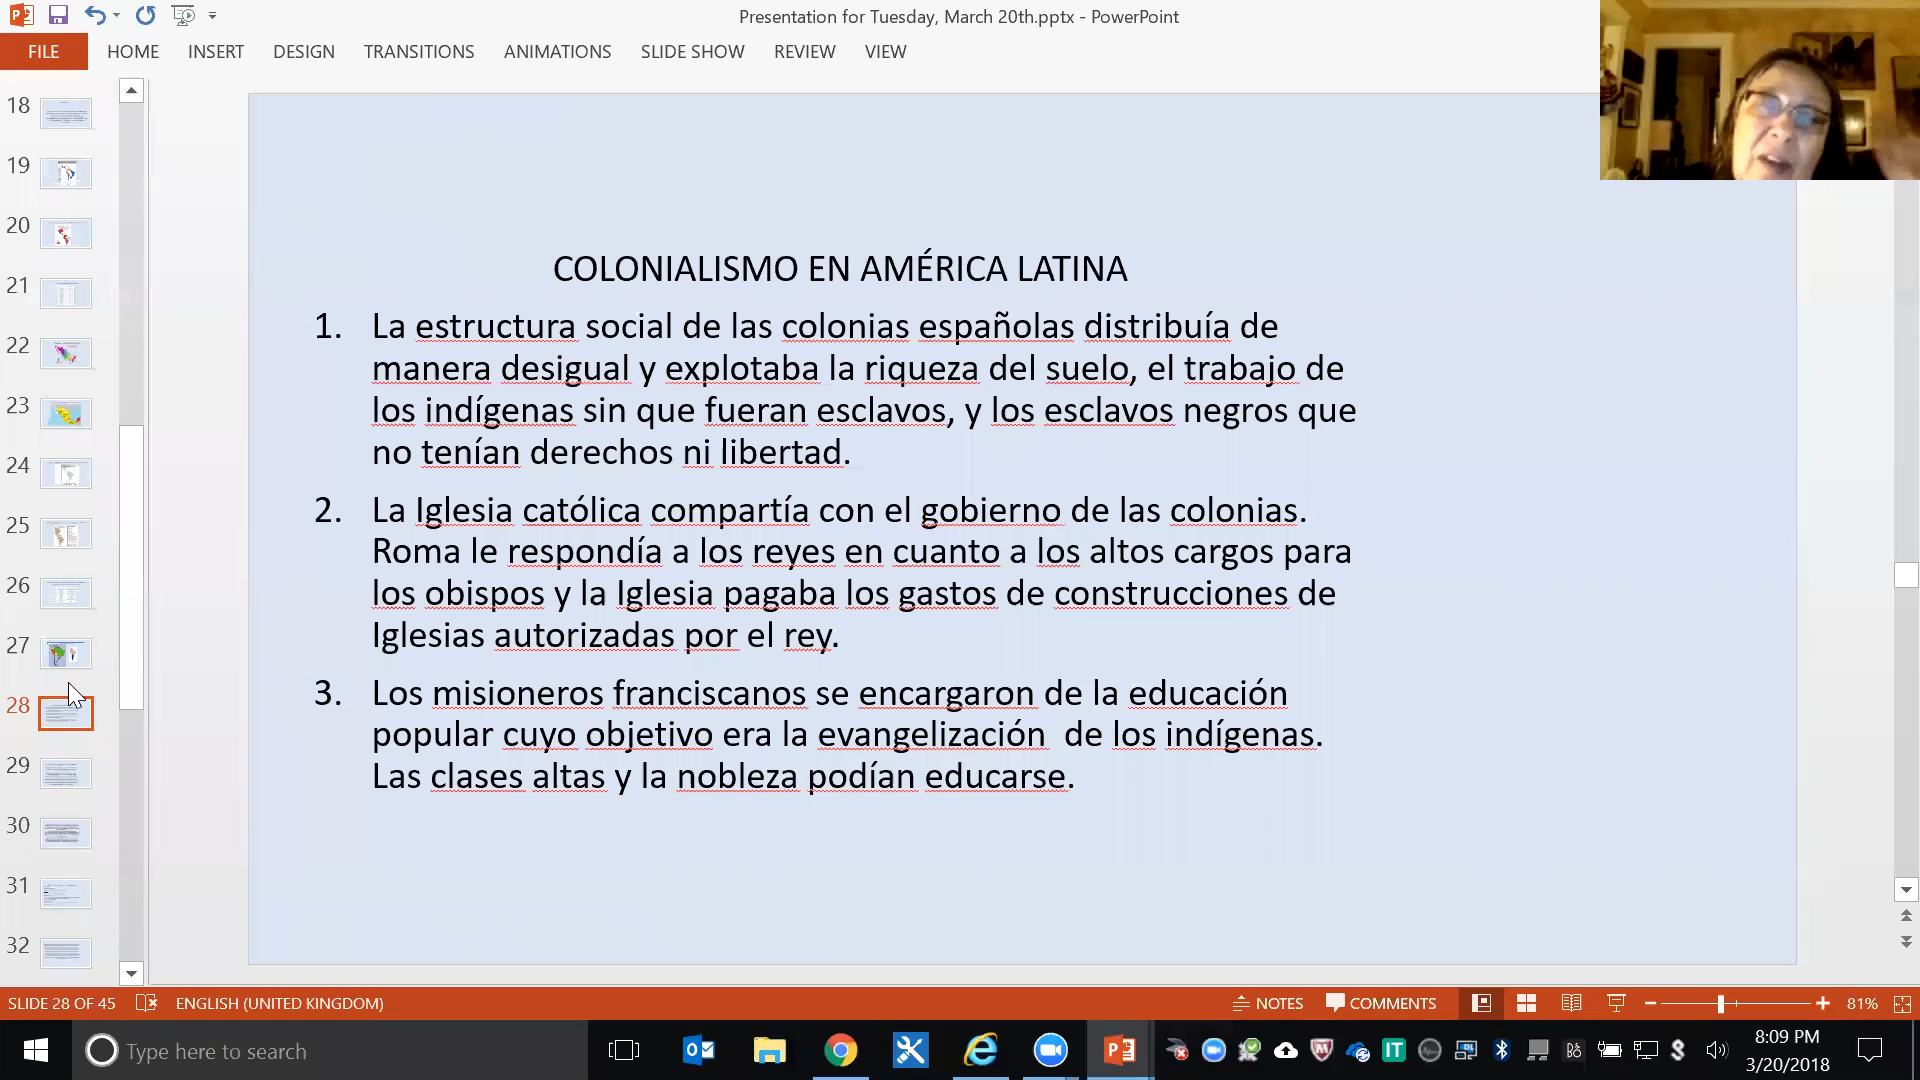 Presentation for Tuesday, March 20th.pptx - PowerPoint
FILE HOME INSERT DESIGN TRANSITIONS ANIMATIONS SLIDE SHOW REVIEW VIEW
18
19
20
21
22
23
24
25
26
27
28
29
30
31
32
COLONIALISMO EN AMÉRICA LATINA
1. La estructura social de las colonias españolas distribuía de
manera desigual y explotaba la riqueza del suelo, el trabajo de
los indígenas sin que fueran esclavos, y los esclavos negros que
no tenían derechos ni libertad.
2. La Iglesia católica compartía con el gobierno de las colonias.
Roma le respondía a los reyes en cuanto a los altos cargos para
los obispos y la Iglesia pagaba los gastos de construcciones de
Iglesias autorizadas por el rey.
3. Los misioneros franciscanos se encargaron de la educación
popular cuyo objetivo era la evangelización  de los indígenas.
Las clases altas y la nobleza podían educarse.
SLIDE 28 OF 45 ENGLISH (UNITED KINGDOM) NOTES COMMENTS 81%
Type here to search
8:09 PM
3/20/2018